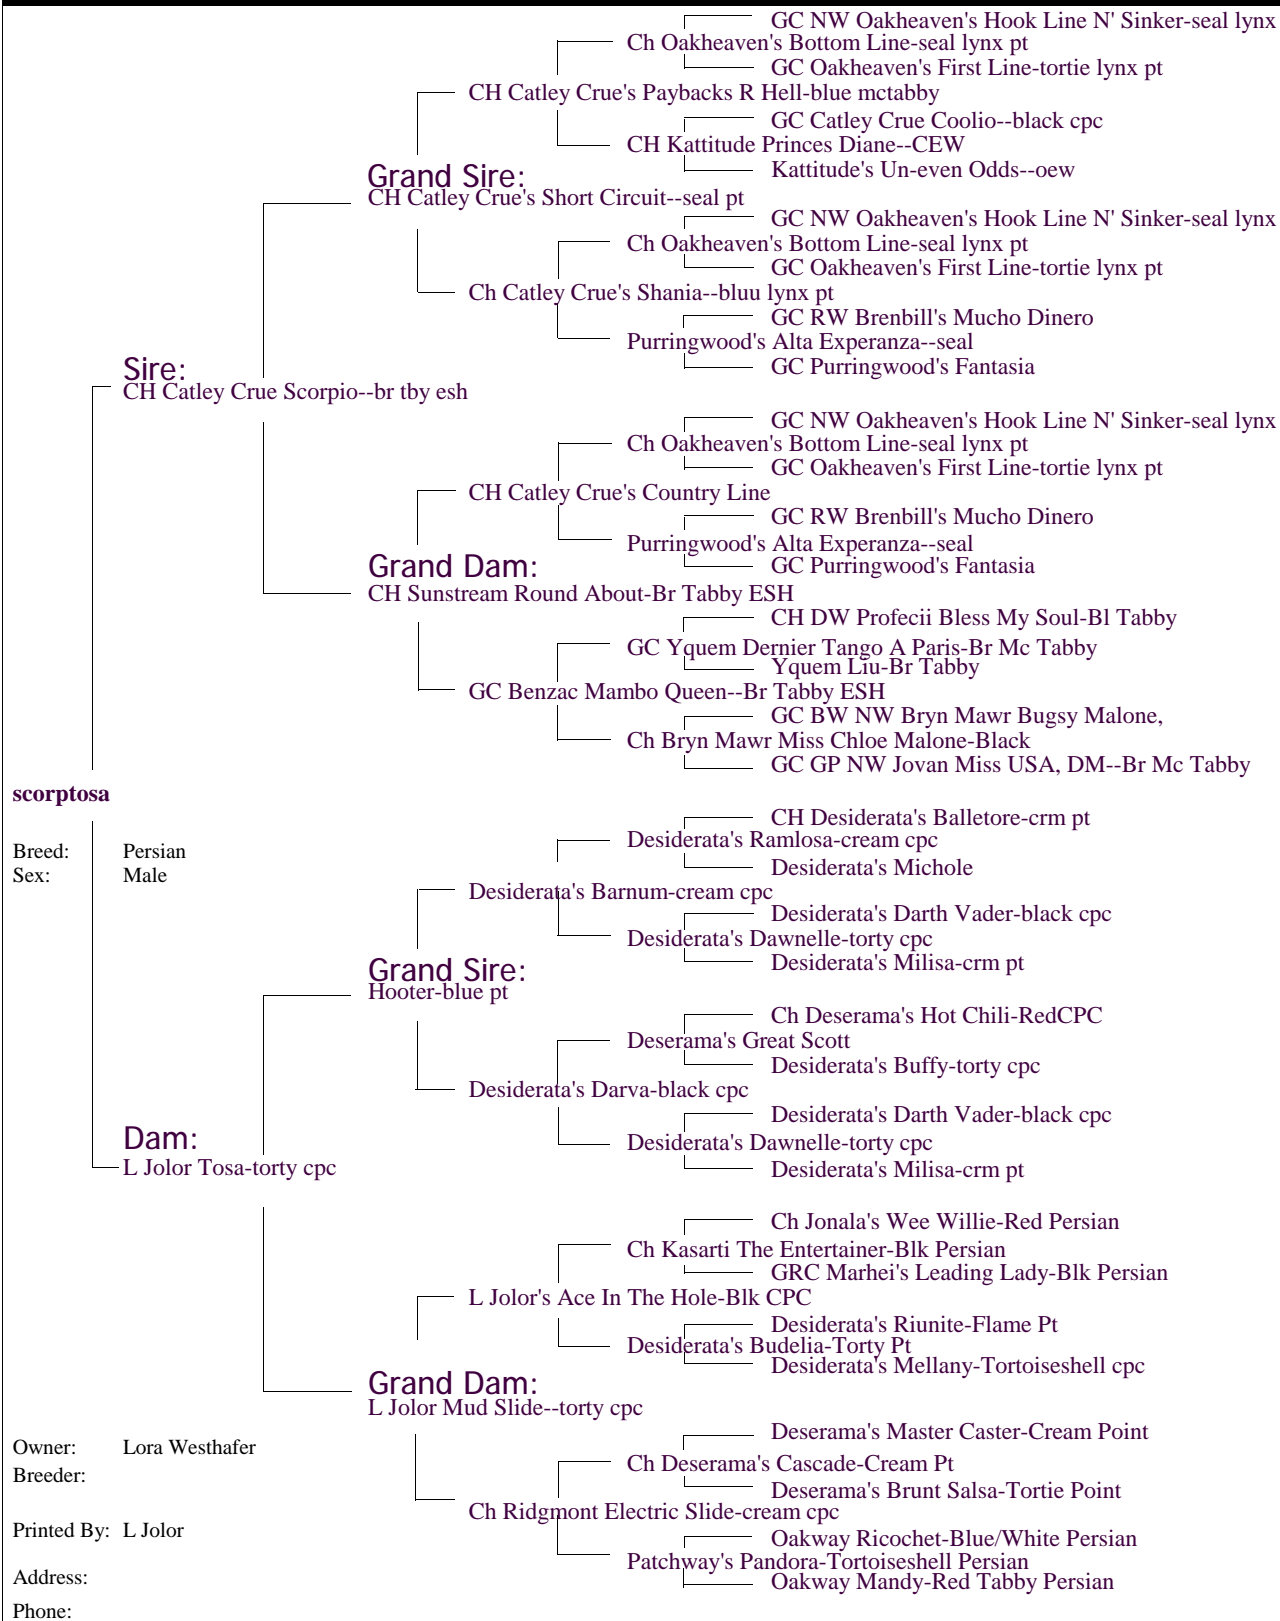 GC NW Oakheaven's Hook Line N' Sinker-seal lynx
Ch Oakheaven's Bottom Line-seal lynx pt
GC Oakheaven's First Line-tortie lynx pt
CH Catley Crue's Paybacks R Hell-blue mctabby
GC Catley Crue Coolio--black cpc
CH Kattitude Princes Diane--CEW
Kattitude's Un-even Odds--oew
Grand Sire:
CH Catley Crue's Short Circuit--seal pt
GC NW Oakheaven's Hook Line N' Sinker-seal lynx
Ch Oakheaven's Bottom Line-seal lynx pt
GC Oakheaven's First Line-tortie lynx pt
Ch Catley Crue's Shania--bluu lynx pt
GC RW Brenbill's Mucho Dinero
Purringwood's Alta Experanza--seal
GC Purringwood's Fantasia
Sire:
CH Catley Crue Scorpio--br tby esh
GC NW Oakheaven's Hook Line N' Sinker-seal lynx
Ch Oakheaven's Bottom Line-seal lynx pt
GC Oakheaven's First Line-tortie lynx pt
CH Catley Crue's Country Line
GC RW Brenbill's Mucho Dinero
Purringwood's Alta Experanza--seal
GC Purringwood's Fantasia
Grand Dam:
CH Sunstream Round About-Br Tabby ESH
CH DW Profecii Bless My Soul-Bl Tabby
GC Yquem Dernier Tango A Paris-Br Mc Tabby
Yquem Liu-Br Tabby
GC Benzac Mambo Queen--Br Tabby ESH
GC BW NW Bryn Mawr Bugsy Malone,
Ch Bryn Mawr Miss Chloe Malone-Black
GC GP NW Jovan Miss USA, DM--Br Mc Tabby
scorptosa
Breed: Persian
Sex: Male
CH Desiderata's Balletore-crm pt
Desiderata's Ramlosa-cream cpc
Desiderata's Michole
Desiderata's Barnum-cream cpc
Desiderata's Darth Vader-black cpc
Desiderata's Dawnelle-torty cpc
Desiderata's Milisa-crm pt
Grand Sire:
Hooter-blue pt
Ch Deserama's Hot Chili-RedCPC
Deserama's Great Scott
Desiderata's Buffy-torty cpc
Desiderata's Darva-black cpc
Desiderata's Darth Vader-black cpc
Desiderata's Dawnelle-torty cpc
Desiderata's Milisa-crm pt
Dam:
L Jolor Tosa-torty cpc
Ch Jonala's Wee Willie-Red Persian
Ch Kasarti The Entertainer-Blk Persian
GRC Marhei's Leading Lady-Blk Persian
L Jolor's Ace In The Hole-Blk CPC
Desiderata's Riunite-Flame Pt
Desiderata's Budelia-Torty Pt
Desiderata's Mellany-Tortoiseshell cpc
Grand Dam:
L Jolor Mud Slide--torty cpc
Deserama's Master Caster-Cream Point
Ch Deserama's Cascade-Cream Pt
Deserama's Brunt Salsa-Tortie Point
Ch Ridgmont Electric Slide-cream cpc
Oakway Ricochet-Blue/White Persian
Patchway's Pandora-Tortoiseshell Persian
Oakway Mandy-Red Tabby Persian
Owner: Lora Westhafer
Breeder:
Printed By: L Jolor
Address:
Phone: